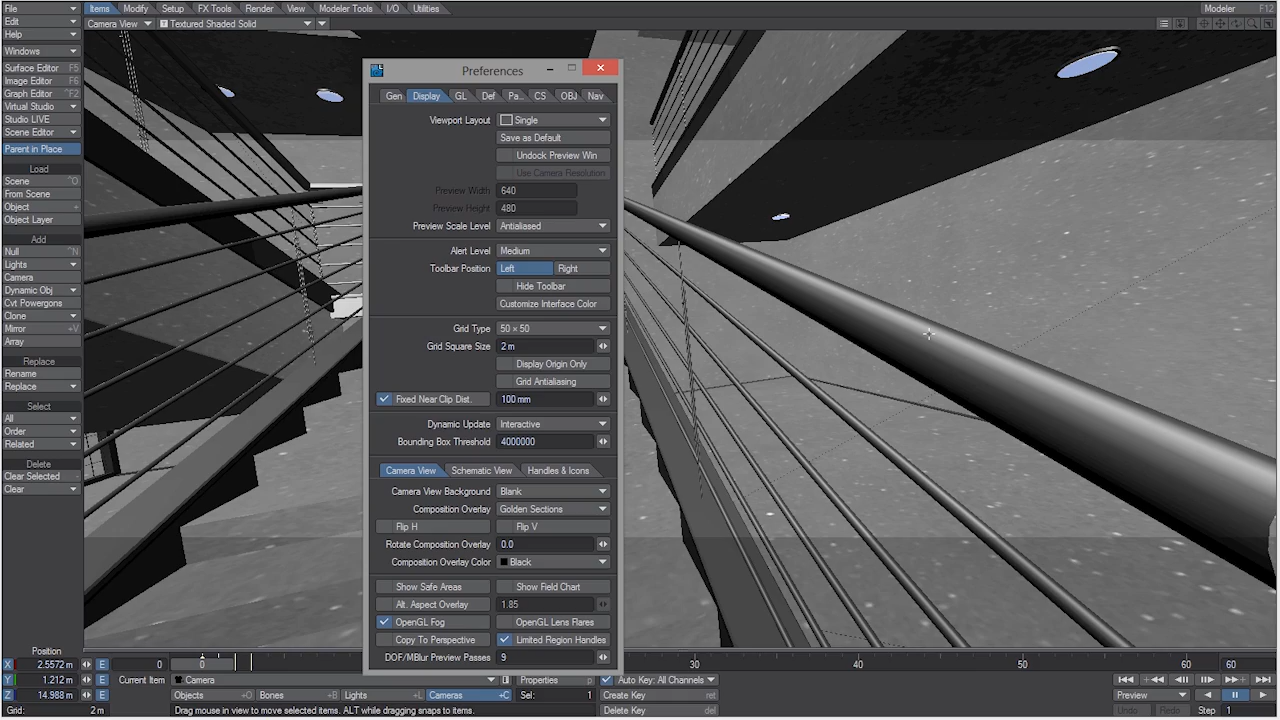 File
Edit
Help
Windows
Surface Editor F5
Image Editor F6
Graph Editor ^F2
Virtual Studio
Studio LIVE
Scene Editor
Parent in Place
Load
Scene ^O
From Scene
Object +
Object Layer
Add
Null ^N
Lights
Camera
Dynamic Obj
Cvt Powergons
Clone
Mirror +V
Array
Replace
Rename
Replace
Select
All
Order
Related
Delete
Clear Selected -
Clear
Items Modify Setup FX Tools Render View Modeler Tools I/O Utilities
Modeler F12
Camera View T Textured Shaded Solid
Preferences
Gen Display GL Def Pa... CS OBJ Nav
Viewport Layout Single
Save as Default
Undock Preview Win
Use Camera Resolution
Preview Width 640
Preview Height 480
Preview Scale Level Antialiased
Alert Level Medium
Toolbar Position Left Right
Hide Toolbar
Customize Interface Color
Grid Type 50 × 50
Grid Square Size 2 m
Display Origin Only
Grid Antialiasing
Fixed Near Clip Dist. 100 mm
Dynamic Update Interactive
Bounding Box Threshold 4000000
Camera View Schematic View Handles & Icons
Camera View Background Blank
Composition Overlay Golden Sections
Flip H Flip V
Rotate Composition Overlay 0.0
Composition Overlay Color Black
Show Safe Areas Show Field Chart
Alt. Aspect Overlay 1.85
OpenGL Fog OpenGL Lens Flares
Copy To Perspective Limited Region Handles
DOF/MBlur Preview Passes 9
Position
X 2.5572 m E 0 0 30 40 50 60 60
Y 1.212 m E Current Item Camera Properties p Auto Key: All Channels
Z 14.988 m E Objects +O Bones +B Lights +L Cameras +C Sel: 1 Create Key ret Preview
Grid: 2 m Drag mouse in view to move selected items. ALT while dragging snaps to items. Delete Key del Undo Redo Step 1